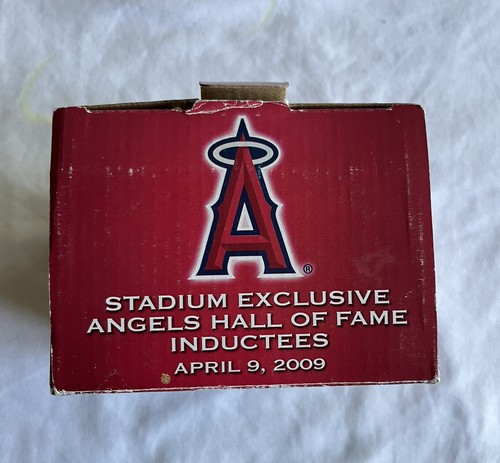 A®
STADIUM EXCLUSIVE
ANGELS HALL OF FAME
INDUCTEES
APRIL 9, 2009